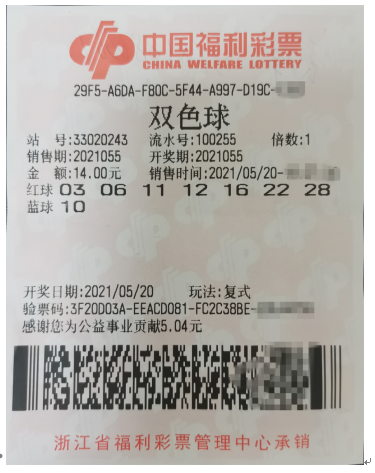 中国福利彩票
CHINA WELFARE LOTTERY
29F5-A6DA-F80C-5F44-A997-D19C-
双色球
站 号:33020243 流水号:100255 倍数:1
销售期:2021055 开奖期:2021055
金 额:14.00元 销售时间:2021/05/20-
红球 03 06 11 12 16 22 28
蓝球 10
开奖日期:2021/05/20 玩法:复式
验票码:3F20D03A-EEACD081-FC2C38BE-
感谢您为公益事业贡献5.04元
浙江省福利彩票管理中心承销